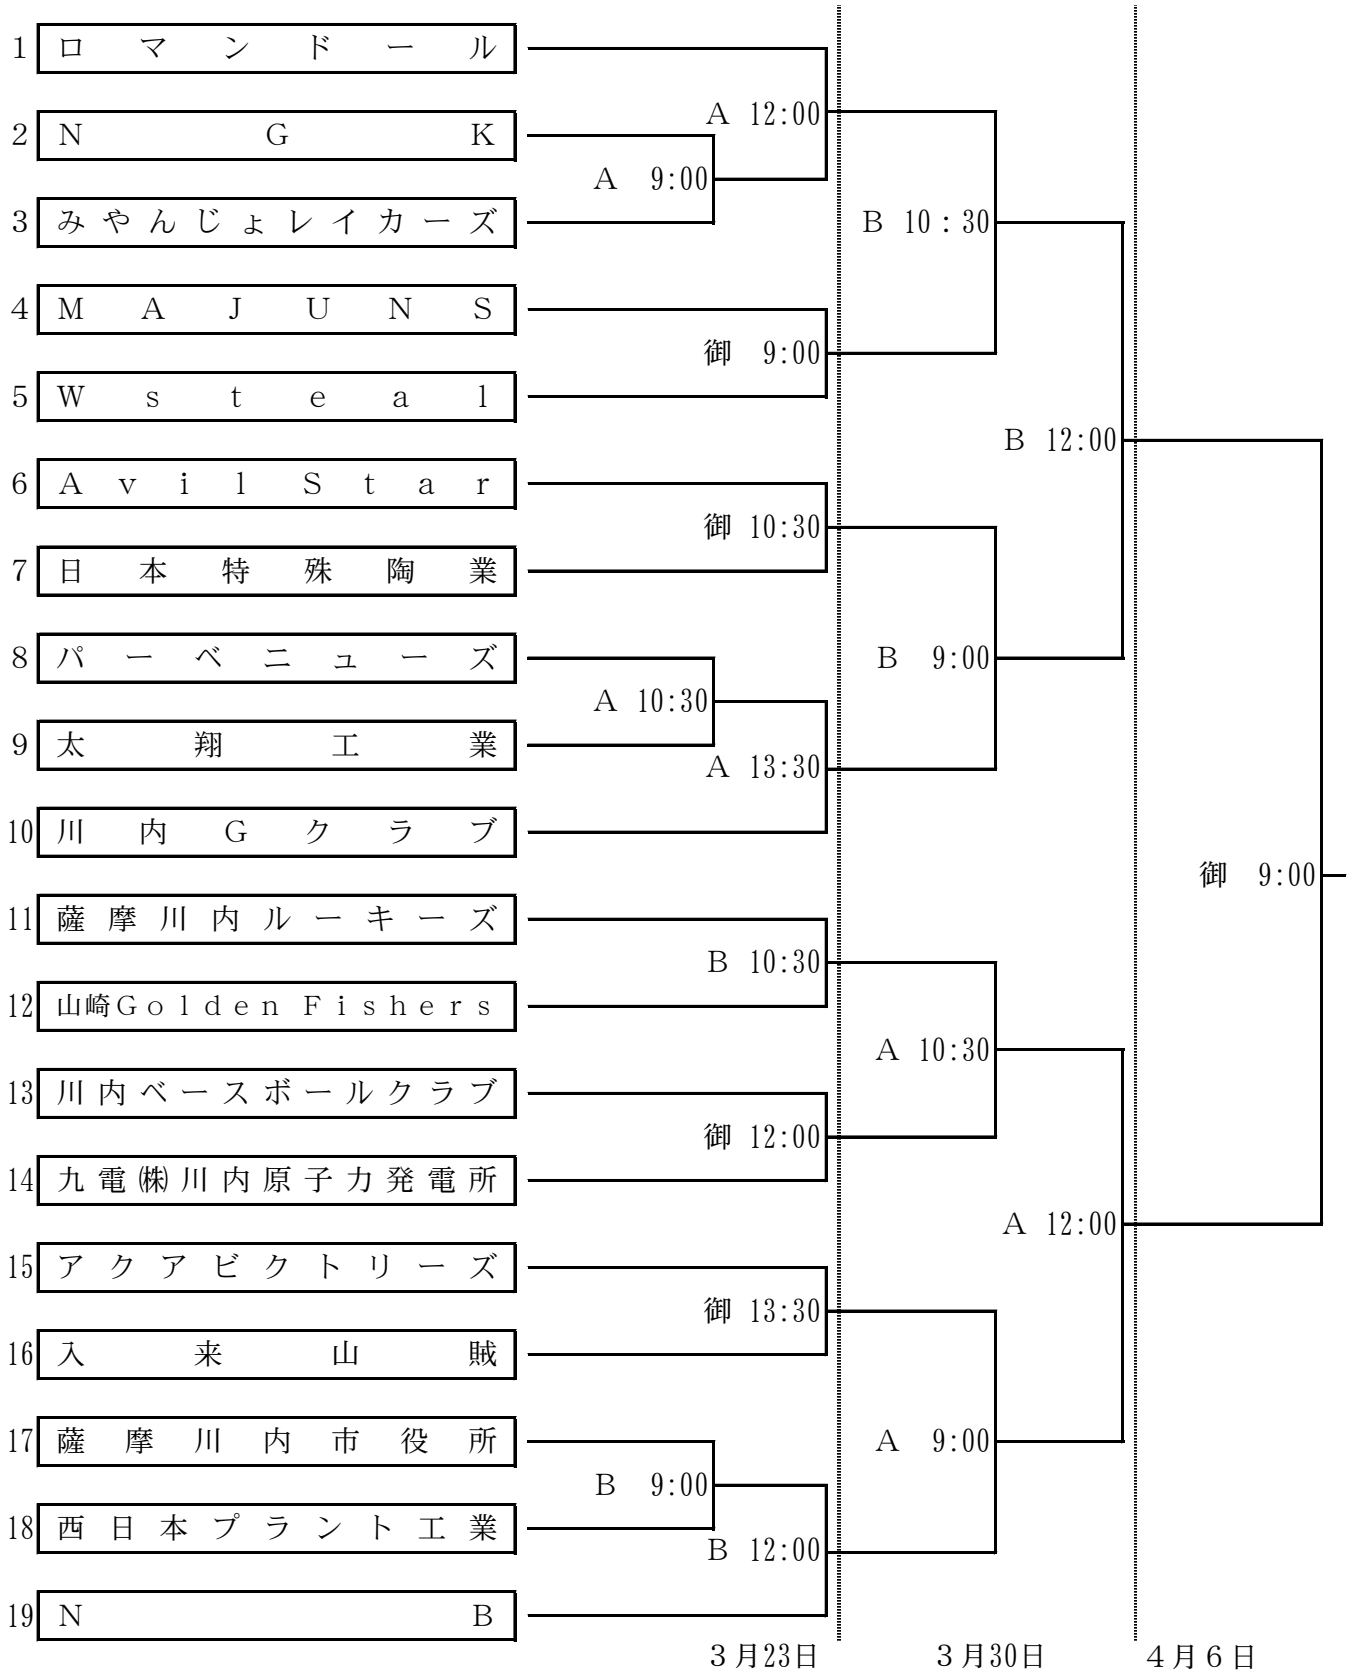 1 ロマンドール
A 12:00
2 NGK
A 9:00
3 みやんじょレイカーズ
B 10:30
4 MAJUNS
御 9:00
5 Wsteal
B 12:00
6 AvilStar
御 10:30
7 日本特殊陶業
8 パーベニューズ
B 9:00
A 10:30
9 太翔工業
A 13:30
10 川内Gクラブ
御 9:00
11 薩摩川内ルーキーズ
B 10:30
12 山崎Golden Fishers
A 10:30
13 川内ベースボールクラブ
御 12:00
14 九電㈱川内原子力発電所
A 12:00
15 アクアビクトリーズ
御 13:30
16 入来山賊
17 薩摩川内市役所
A 9:00
B 9:00
18 西日本プラント工業
B 12:00
19 NB
3月23日 3月30日 4月6日